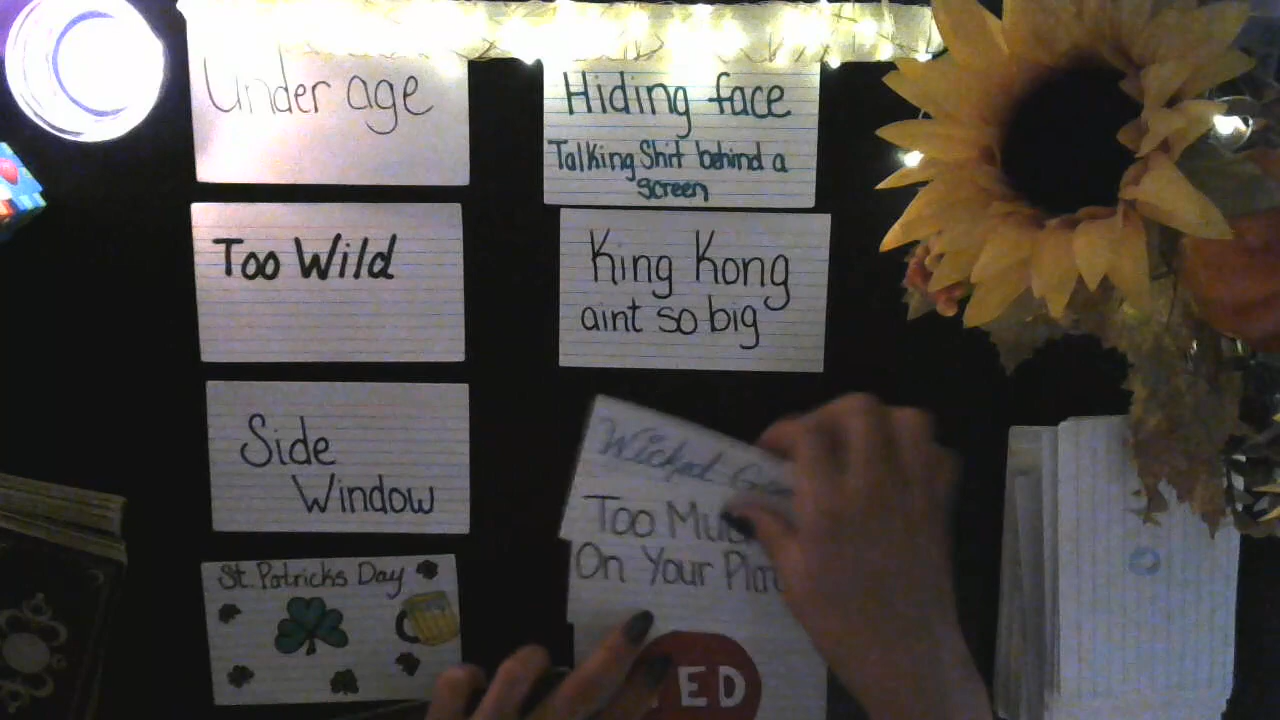 Under age
Too Wild
Side
Window
St. Patricks Day
Hiding face
Talking Shit behind a
screen
King Kong
aint so big
Wicked
Too
On Your
ED